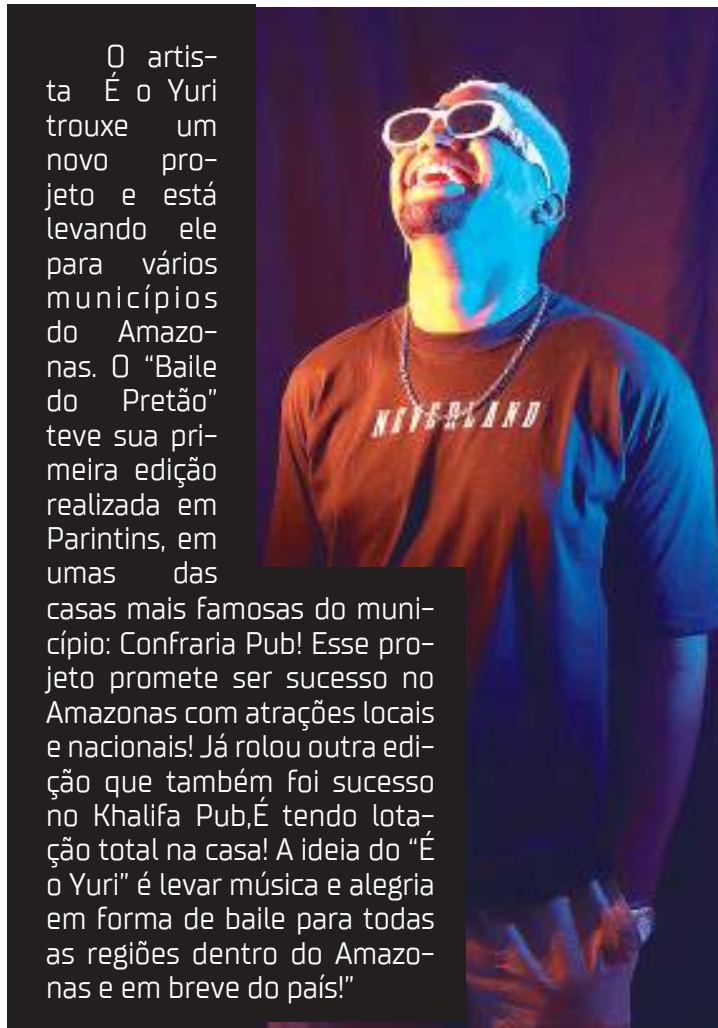 O artis-
ta É o Yuri
trouxe um
novo pro-
jeto e está
levando ele
para vários
municípios
do Amazo-
nas. O “Baile
do Pretão”
teve sua pri-
meira edição
realizada em
Parintins, em
umas das
casas mais famosas do muni-
cípio: Confraria Pub! Esse pro-
jeto promete ser sucesso no
Amazonas com atrações locais
e nacionais! Já rolou outra edi-
ção que também foi sucesso
no Khalifa Pub,É tendo lota-
ção total na casa! A ideia do “É
o Yuri” é levar música e alegria
em forma de baile para todas
as regiões dentro do Amazo-
nas e em breve do país!”
NEVERLAND